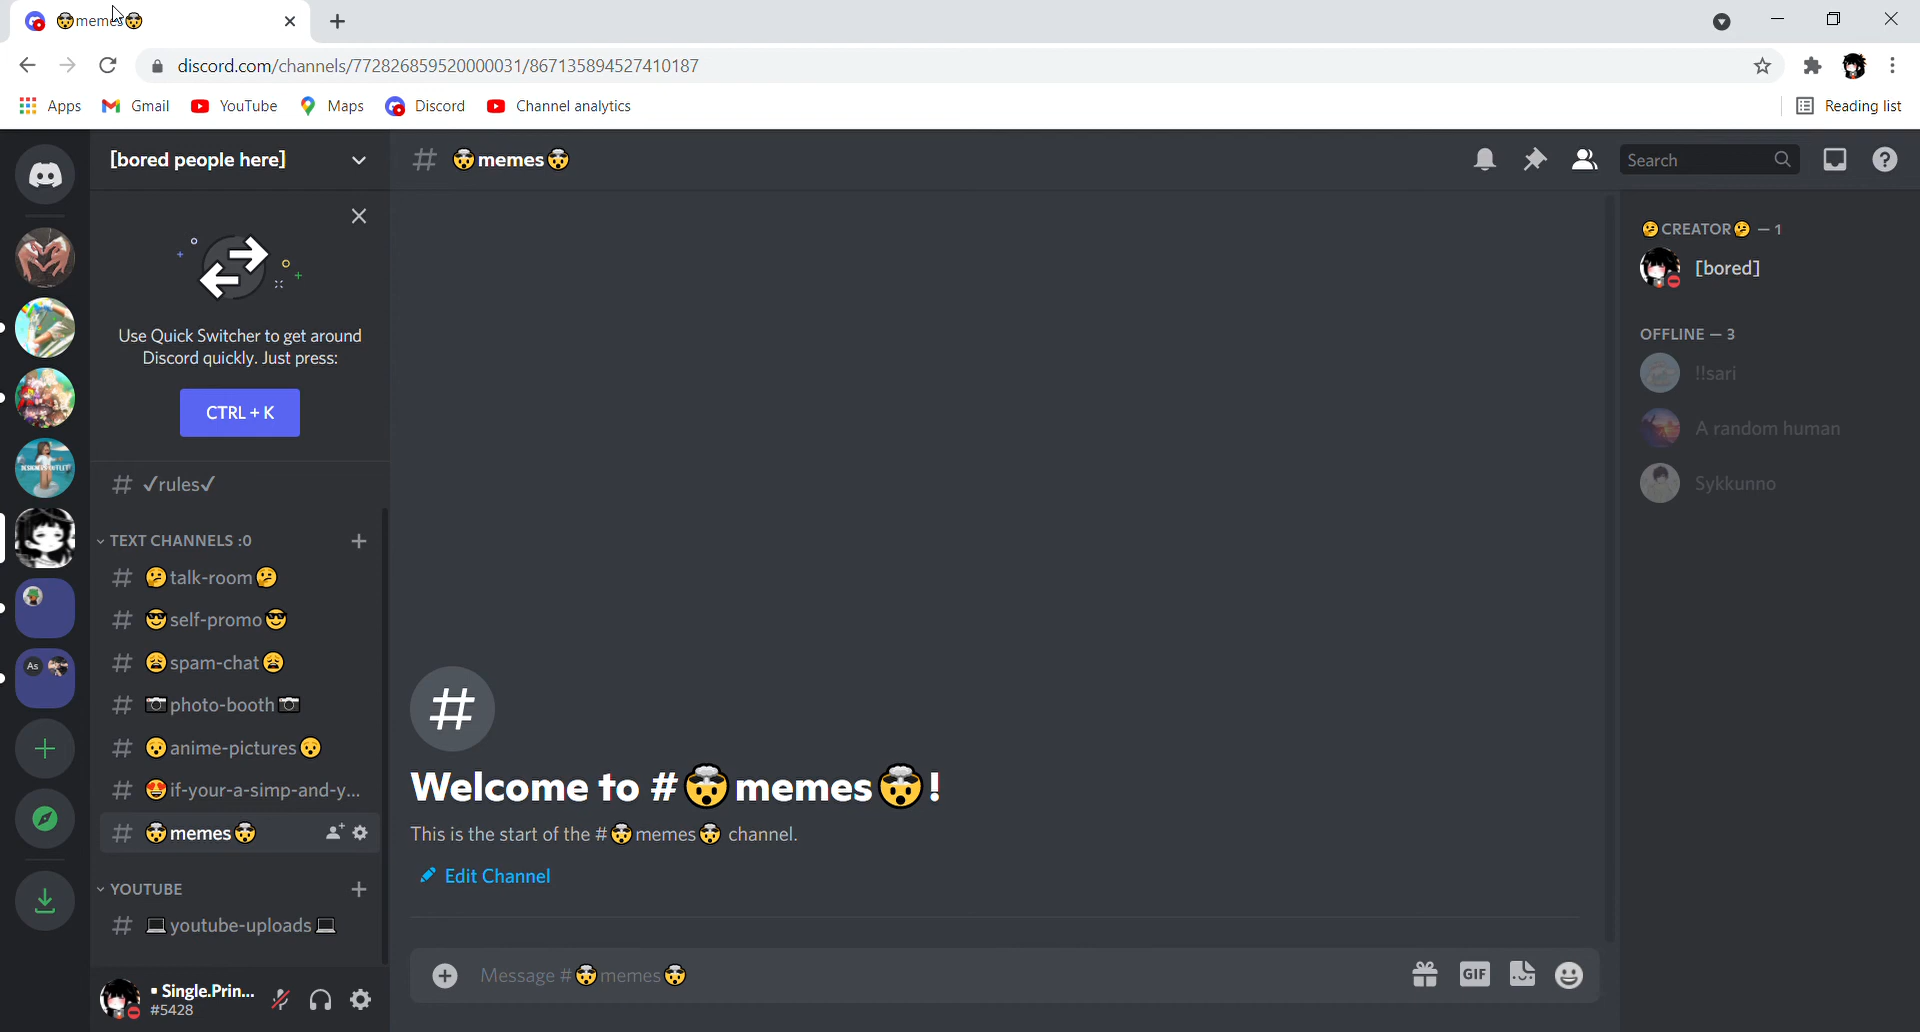 🤯memes🤯
discord.com/channels/772826859520000031/867135894527410187
Apps Gmail YouTube Maps Discord Channel analytics Reading list
[bored people here]
# 🤯memes🤯
Search
Use Quick Switcher to get around
Discord quickly. Just press:
CTRL + K
# ✓rules✓
TEXT CHANNELS :0
# 🤔talk-room🤔
# 😎self-promo😎
# 😩spam-chat😩
# 📷photo-booth📷
# 😯anime-pictures😯
# 😍if-your-a-simp-and-y...
# 🤯memes🤯
YOUTUBE
# 💻youtube-uploads💻
▪ Single.Prin...
#5428
DESIGNERS OUTLET
As
Welcome to #🤯memes🤯!
This is the start of the #🤯memes🤯 channel.
Edit Channel
Message #🤯memes🤯
GIF
🤔CREATOR🤔 — 1
[bored]
OFFLINE — 3
!!sari
A random human
Sykkunno